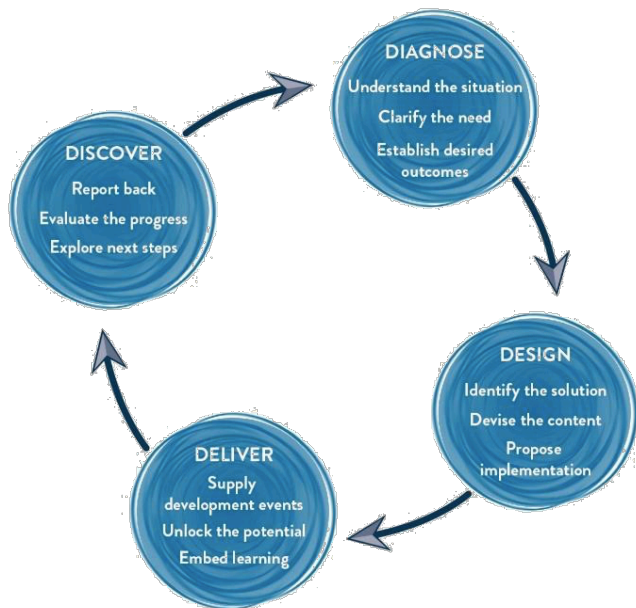 DIAGNOSE
Understand the situation
Clarify the need
Establish desired
outcomes
DESIGN
Identify the solution
Devise the content
Propose
implementation
DELIVER
Supply
development events
Unlock the potential
Embed learning
DISCOVER
Report back
Evaluate the progress
Explore next steps